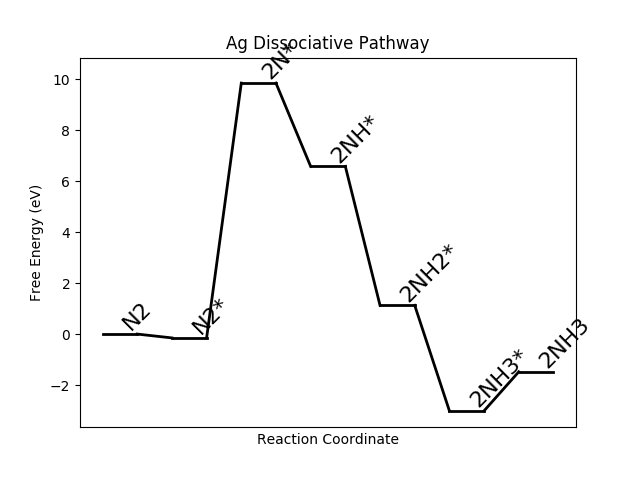 Ag Dissociative Pathway
Free Energy (eV)
10
8
6
4
2
0
−2
N2
N2*
2N*
2NH*
2NH2*
2NH3*
2NH3
Reaction Coordinate